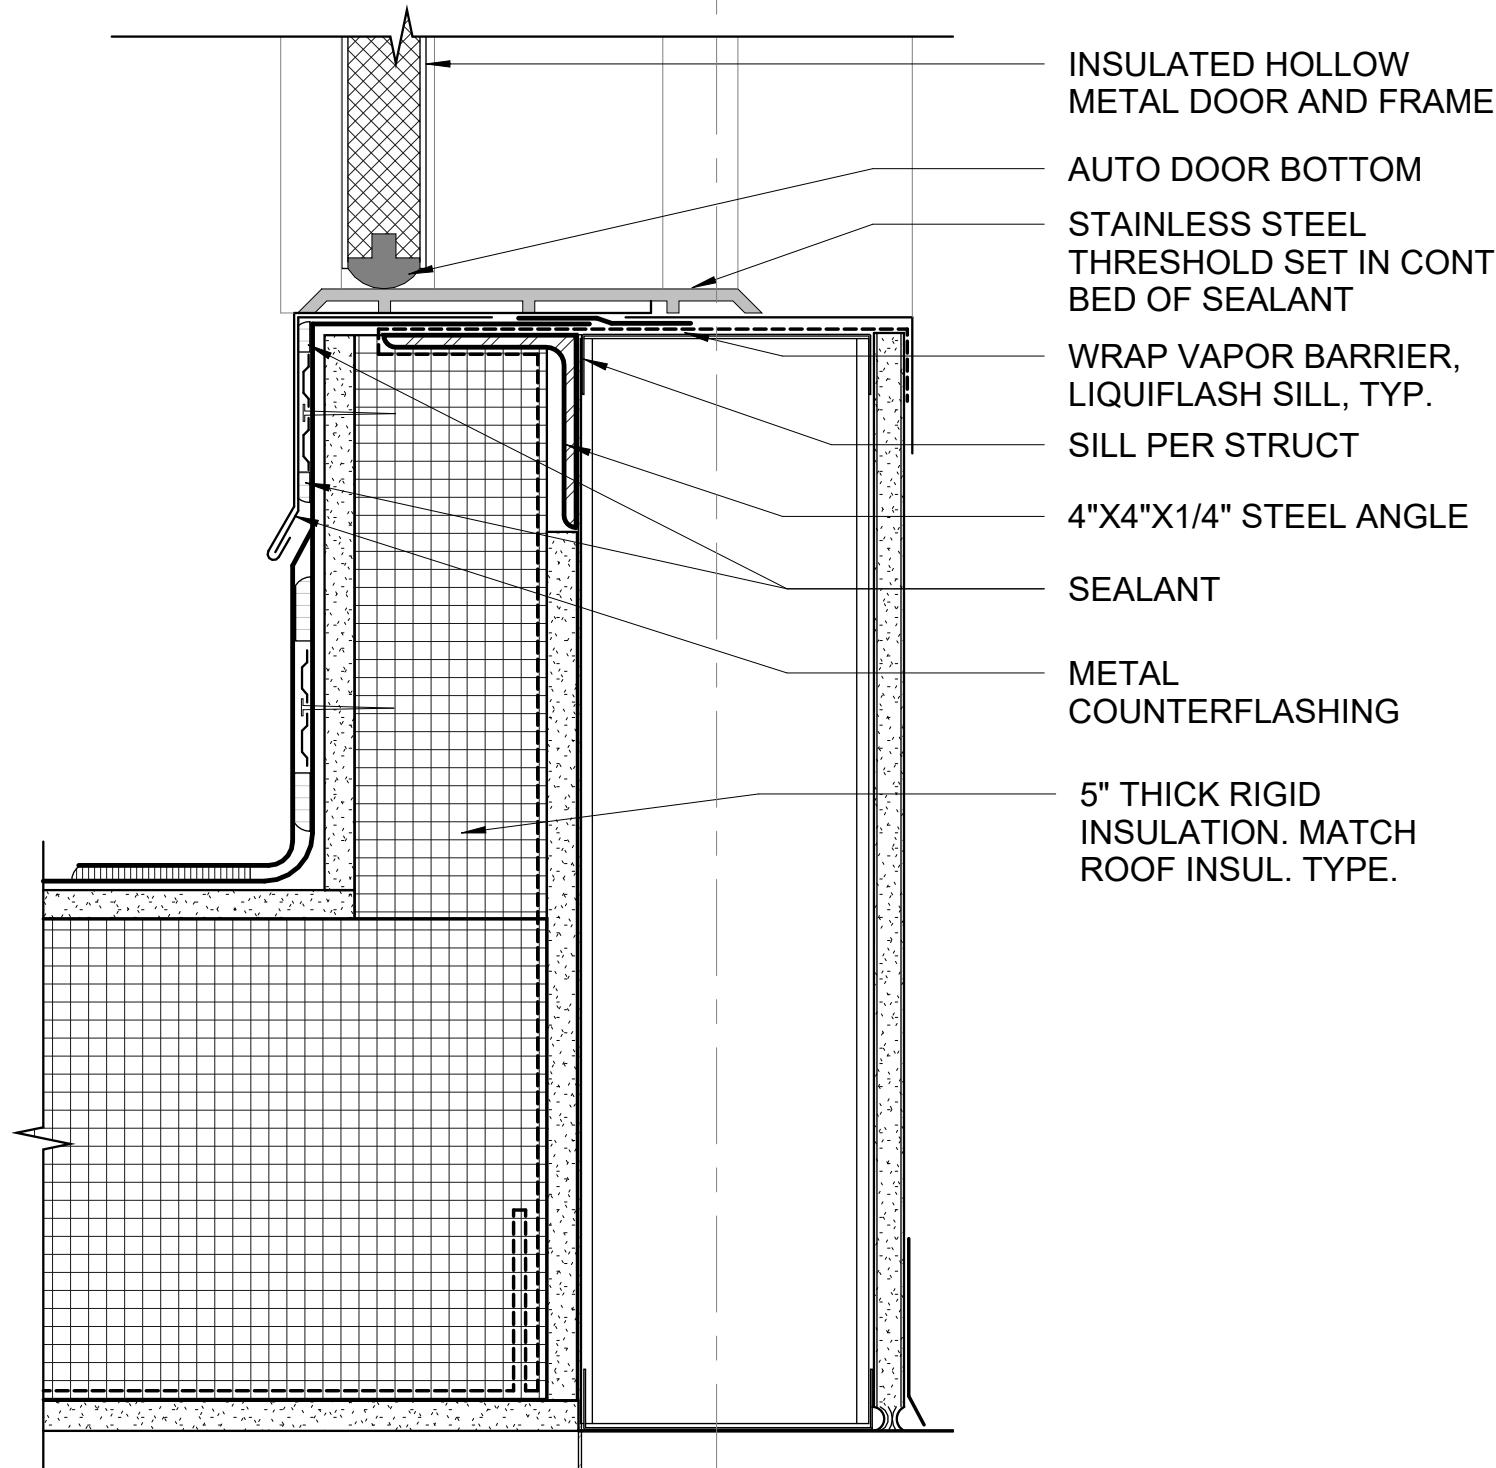 INSULATED HOLLOW
METAL DOOR AND FRAME
AUTO DOOR BOTTOM
STAINLESS STEEL
THRESHOLD SET IN CONT
BED OF SEALANT
WRAP VAPOR BARRIER,
LIQUIFLASH SILL, TYP.
SILL PER STRUCT
4"X4"X1/4" STEEL ANGLE
SEALANT
METAL
COUNTERFLASHING
5" THICK RIGID
INSULATION. MATCH
ROOF INSUL. TYPE.